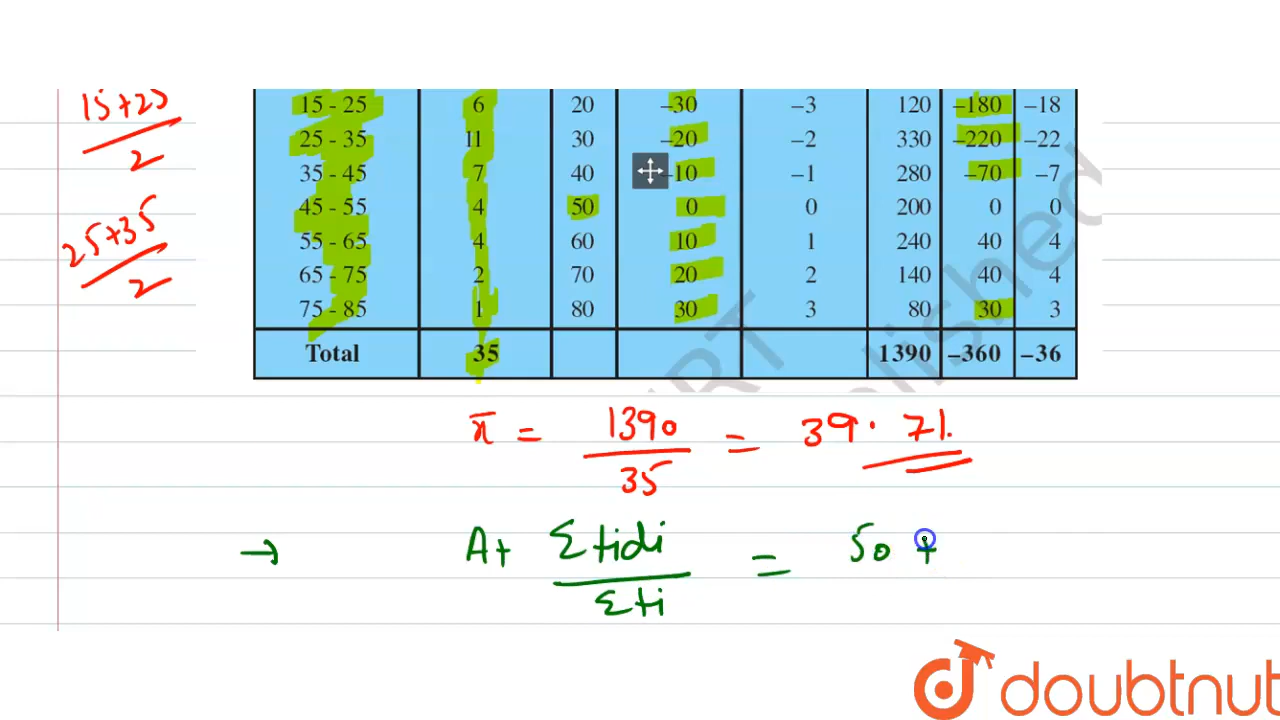 15+25
2
15 - 25 6 20 –30 –3 120 –180 –18
25 - 35 11 30 –20 –2 330 –220 –22
35 - 45 7 40 –10 –1 280 –70 –7
45 - 55 4 50 0 0 200 0 0
55 - 65 4 60 10 1 240 40 4
65 - 75 2 70 20 2 140 40 4
75 - 85 1 80 30 3 80 30 3
Total 35 1390 –360 –36
25+35
2
x̄ = 1390/35 = 39.71.
→ A+ Σfidi/Σfi = 50 +
doubtnut